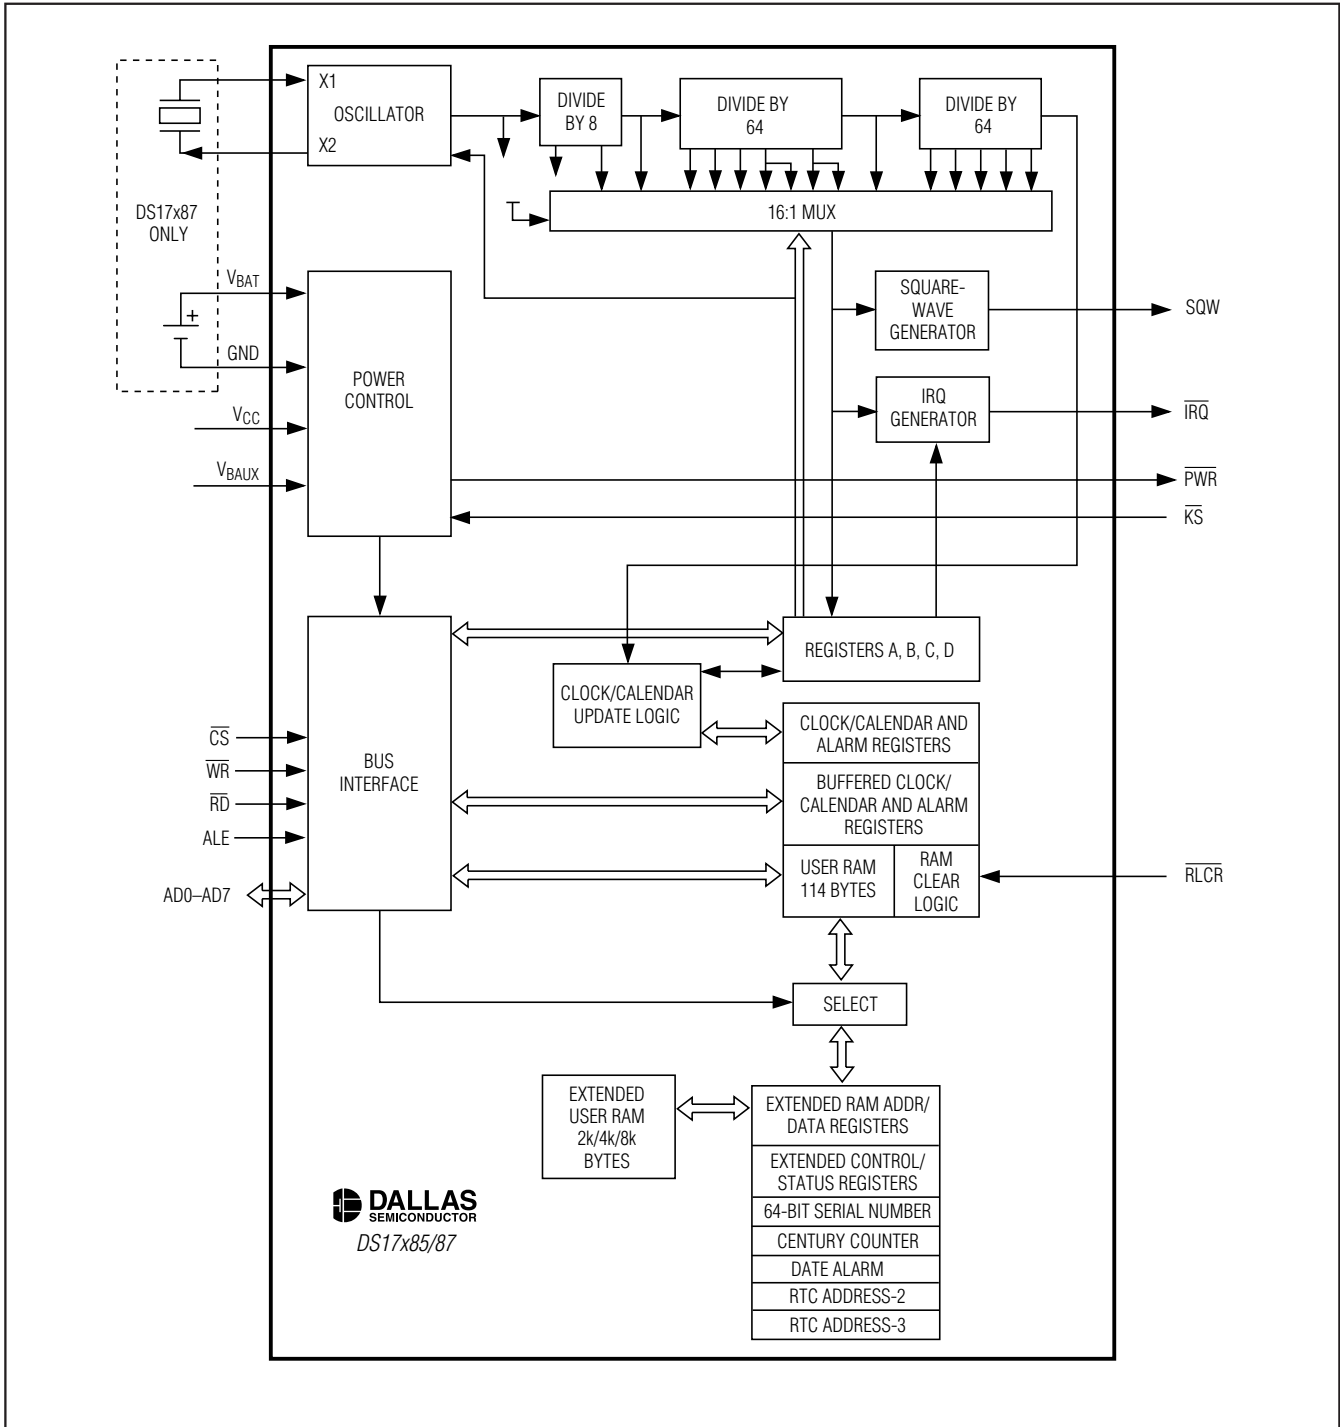 X1
OSCILLATOR
X2
DIVIDE
BY 8
DIVIDE BY
64
DIVIDE BY
64
16:1 MUX
DS17x87
ONLY
VBAT
+
GND
VCC
VBAUX
POWER
CONTROL
SQUARE-
WAVE
GENERATOR
SQW
IRQ
GENERATOR
IRQ
PWR
KS
REGISTERS A, B, C, D
CLOCK/CALENDAR
UPDATE LOGIC
CLOCK/CALENDAR AND
ALARM REGISTERS
BUFFERED CLOCK/
CALENDAR AND ALARM
REGISTERS
USER RAM
114 BYTES
RAM
CLEAR
LOGIC
RLCR
CS
WR
RD
ALE
AD0–AD7
BUS
INTERFACE
SELECT
EXTENDED
USER RAM
2k/4k/8k
BYTES
EXTENDED RAM ADDR/
DATA REGISTERS
EXTENDED CONTROL/
STATUS REGISTERS
64-BIT SERIAL NUMBER
CENTURY COUNTER
DATE ALARM
RTC ADDRESS-2
RTC ADDRESS-3
DALLAS
SEMICONDUCTOR
DS17x85/87